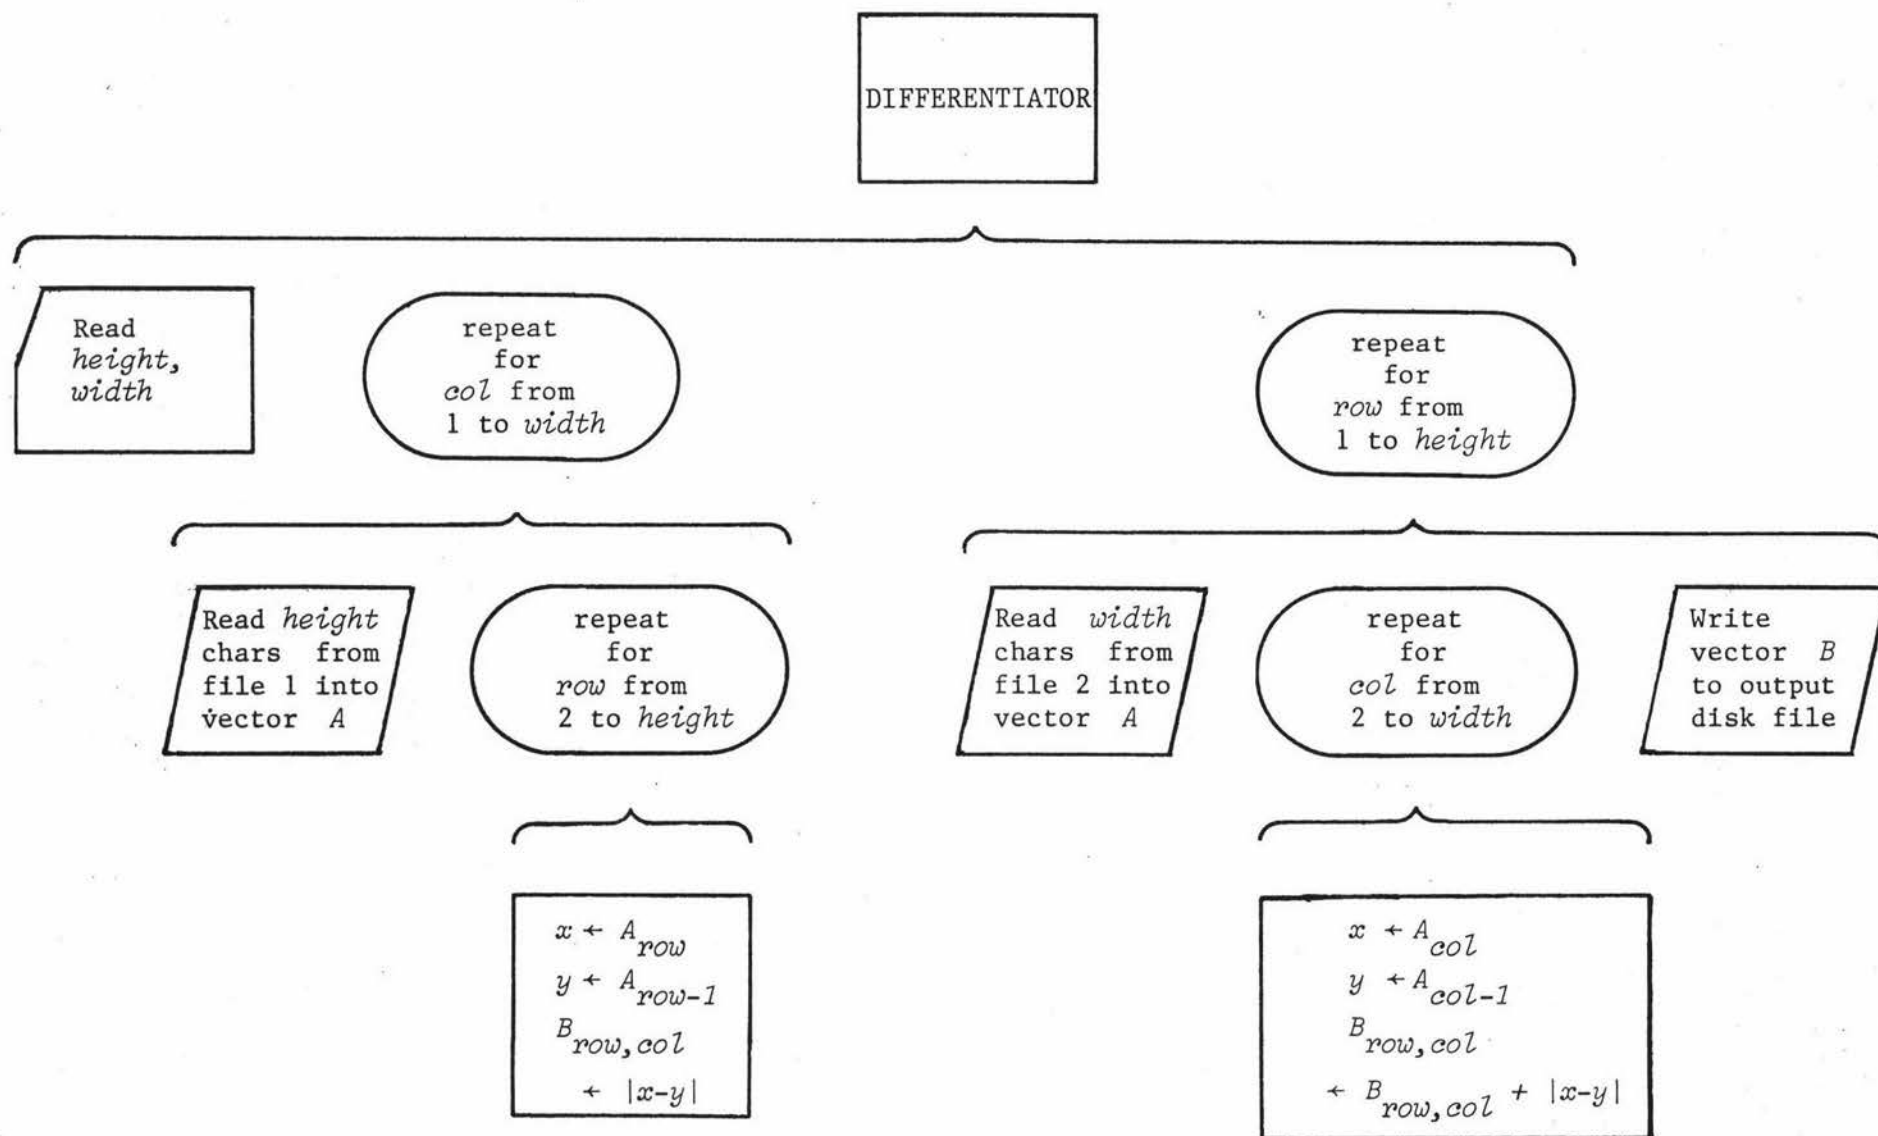 DIFFERENTIATOR
Read
height,
width
repeat
for
col from
1 to width
repeat
for
row from
1 to height
Read height
chars from
file 1 into
vector A
repeat
for
row from
2 to height
Read width
chars from
file 2 into
vector A
repeat
for
col from
2 to width
Write
vector B
to output
disk file
x ← A row
y ← A row-1
B row,col
← |x-y|
x ← A col
y ← A col-1
B row,col
← B row,col + |x-y|